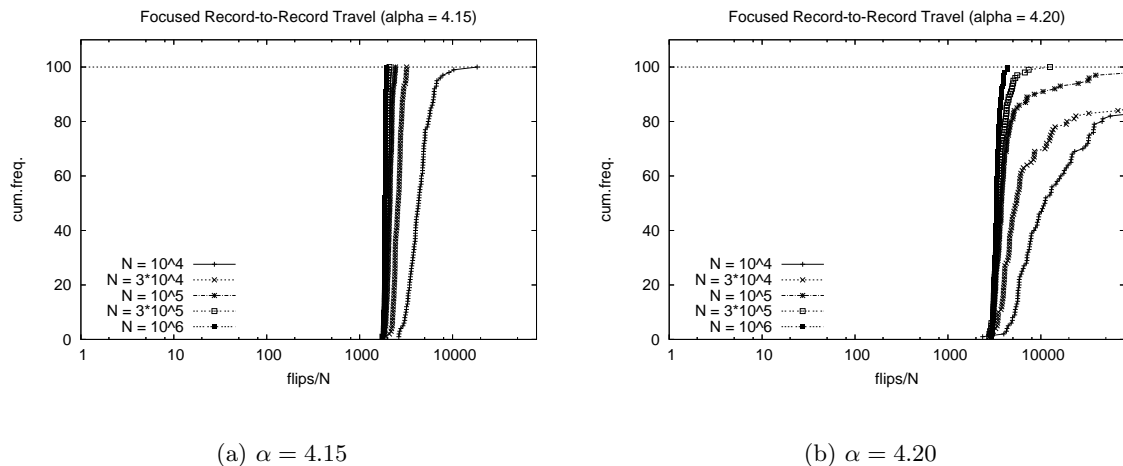 Focused Record-to-Record Travel (alpha = 4.15)
100
80
60
40
20
0
cum.freq.
N = 10^4
N = 3*10^4
N = 10^5
N = 3*10^5
N = 10^6
1 10 100 1000 10000
flips/N
(a) α = 4.15
Focused Record-to-Record Travel (alpha = 4.20)
100
80
60
40
20
0
cum.freq.
N = 10^4
N = 3*10^4
N = 10^5
N = 3*10^5
N = 10^6
1 10 100 1000 10000
flips/N
(b) α = 4.20